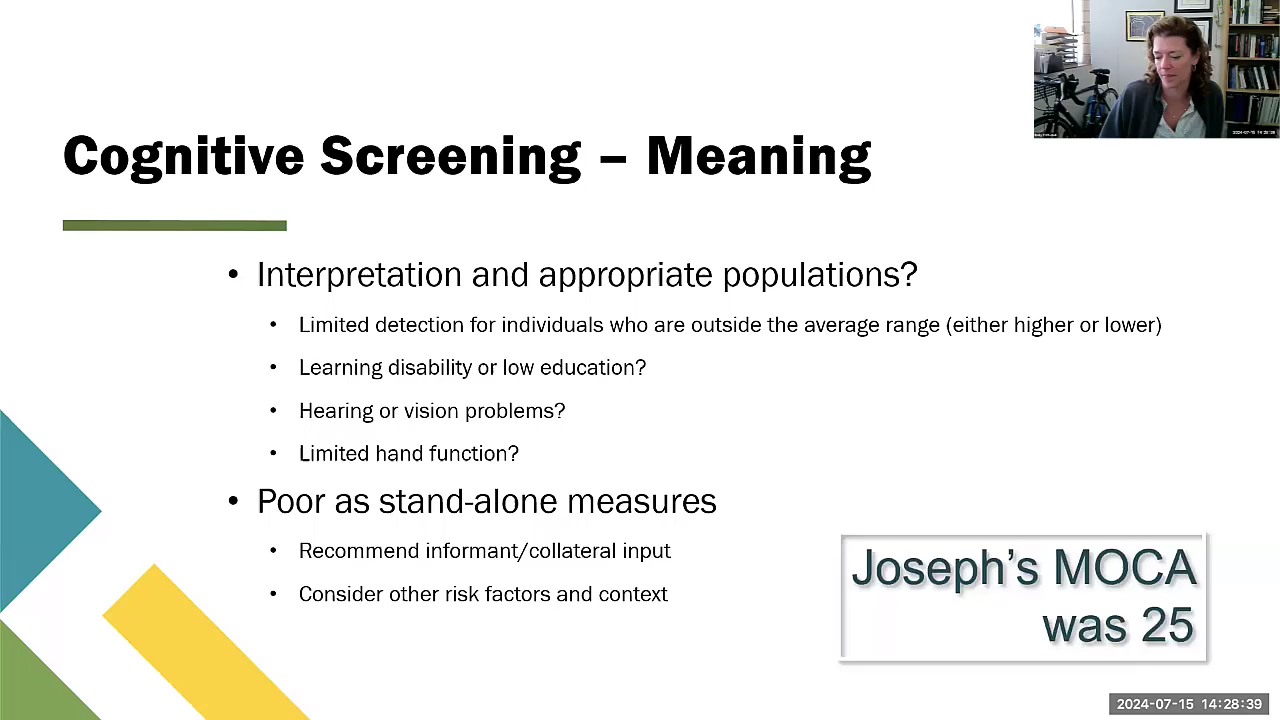 Cognitive Screening – Meaning
• Interpretation and appropriate populations?
• Limited detection for individuals who are outside the average range (either higher or lower)
• Learning disability or low education?
• Hearing or vision problems?
• Limited hand function?
• Poor as stand-alone measures
• Recommend informant/collateral input
• Consider other risk factors and context
Joseph's MOCA
was 25
2024-07-15 14:28:39